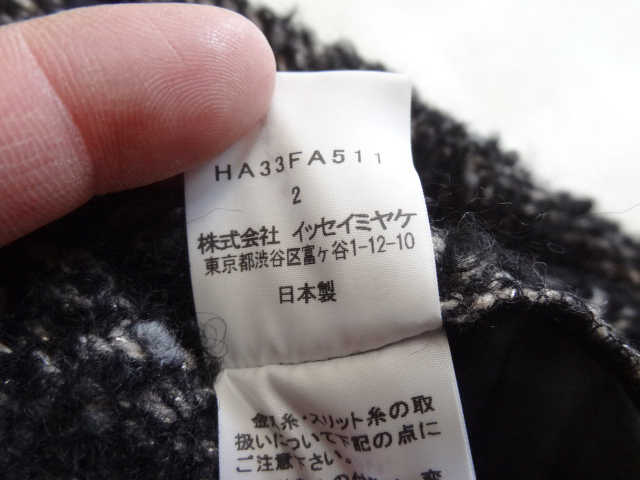 HA33FA511
2
株式会社 イッセイミヤケ
東京都渋谷区富ヶ谷1-12-10
日本製
金糸・スリット糸の取
扱いについて下記の点に
ご注意下さい。